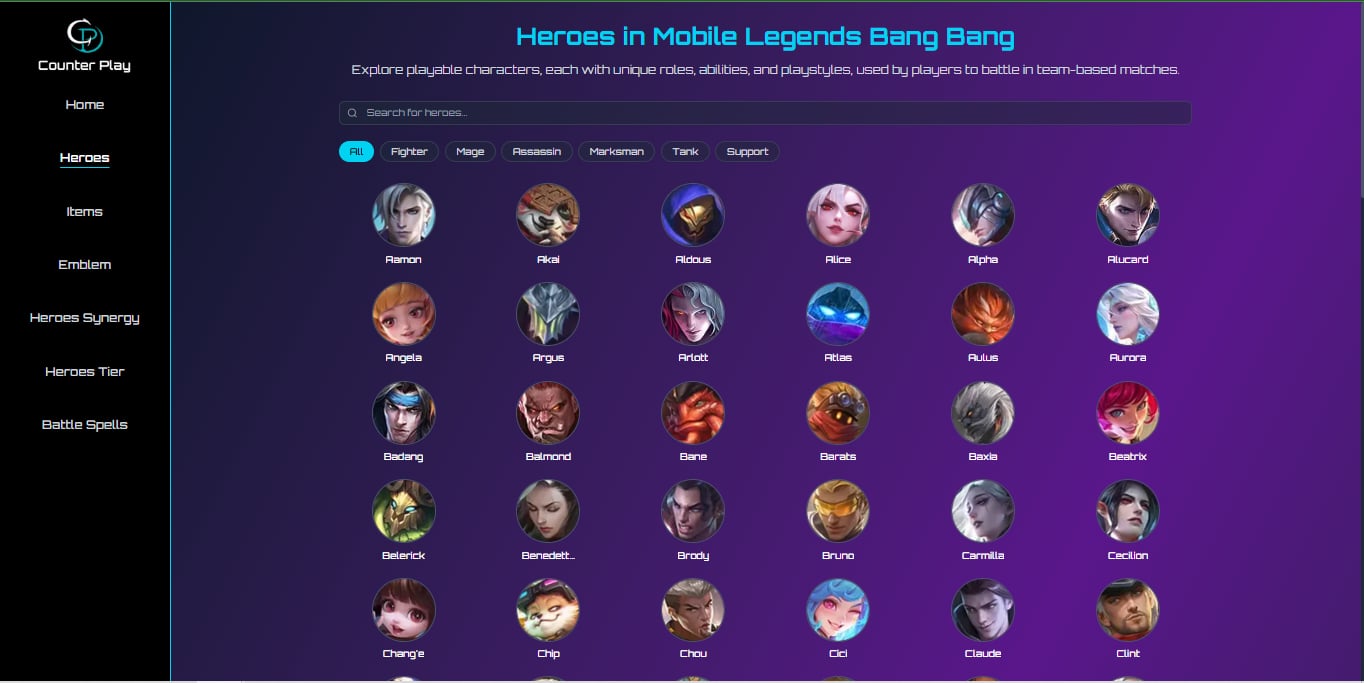 Counter Play
Home
Heroes
Items
Emblem
Heroes Synergy
Heroes Tier
Battle Spells
Heroes in Mobile Legends Bang Bang
Explore playable characters, each with unique roles, abilities, and playstyles, used by players to battle in team-based matches.
Search for heroes...
All Fighter Mage Assassin Marksman Tank Support
Aamon Akai Aldous Alice Alpha Alucard
Angela Argus Arlott Atlas Aulus Aurora
Badang Balmond Bane Barats Baxia Beatrix
Belerick Benedett... Brody Bruno Carmilla Cecilion
Chang'e Chip Chou Cici Claude Clint